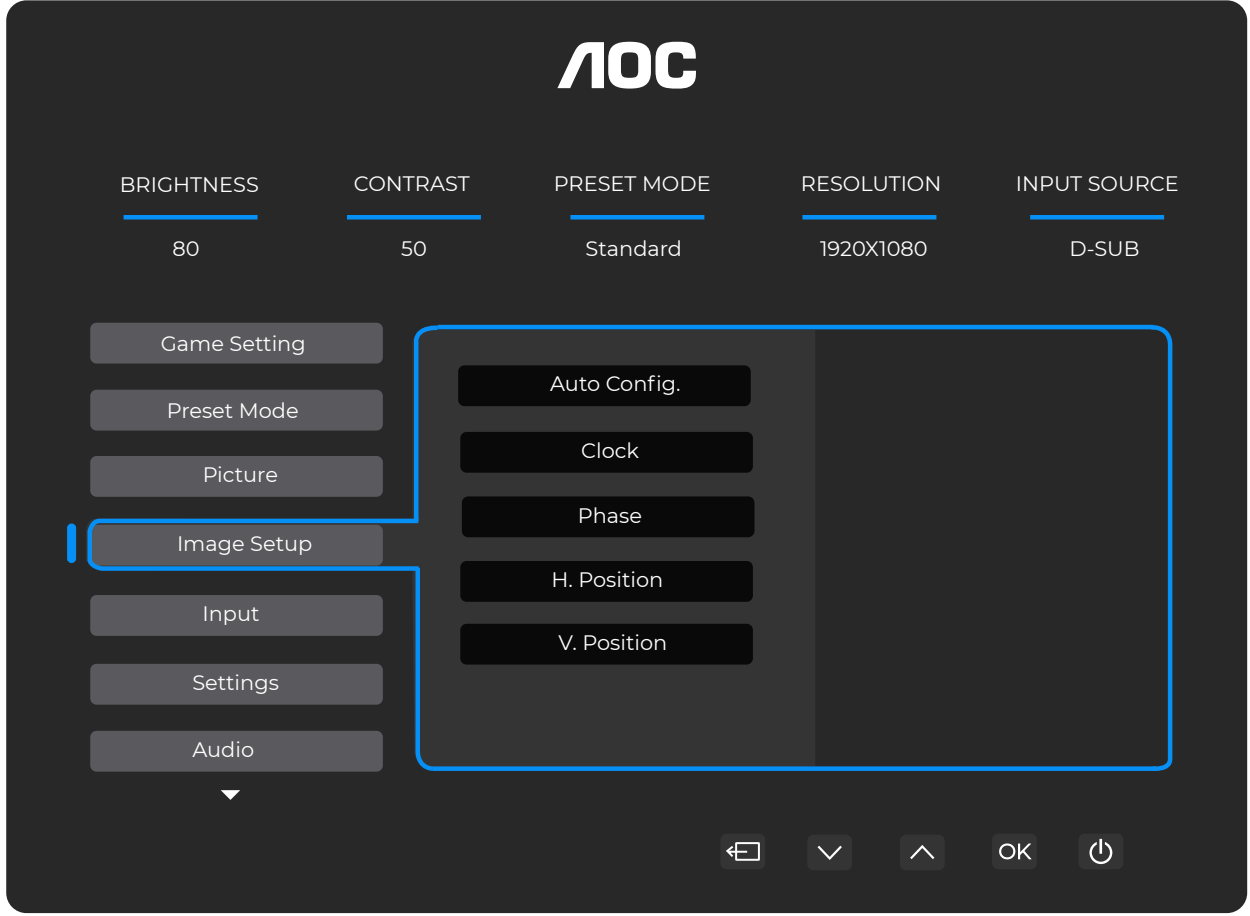 AOC
BRIGHTNESS
CONTRAST
PRESET MODE
RESOLUTION
INPUT SOURCE
80
50
Standard
1920X1080
D-SUB
Game Setting
Preset Mode
Picture
Image Setup
Input
Settings
Audio
Auto Config.
Clock
Phase
H. Position
V. Position
OK